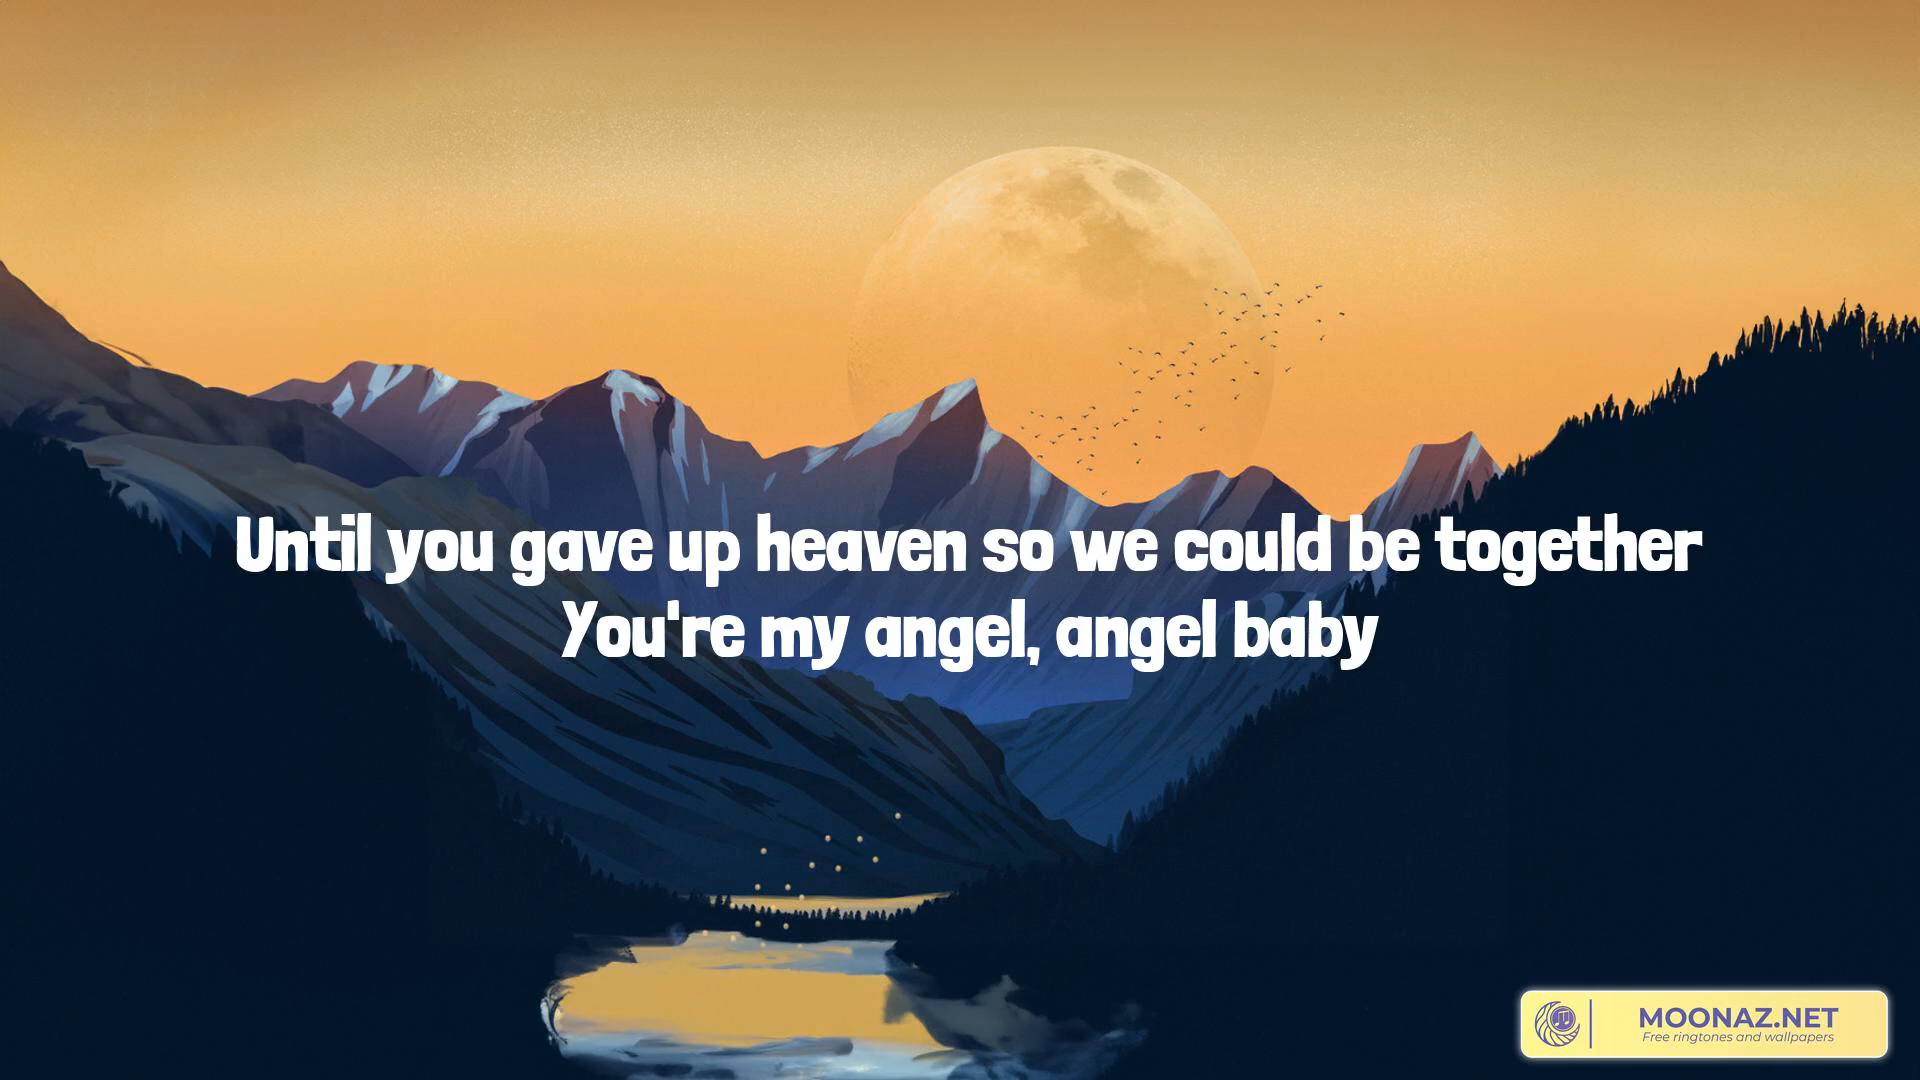 Until you gave up heaven so we could be together
You're my angel, angel baby
MOONAZ.NET
Free ringtones and wallpapers